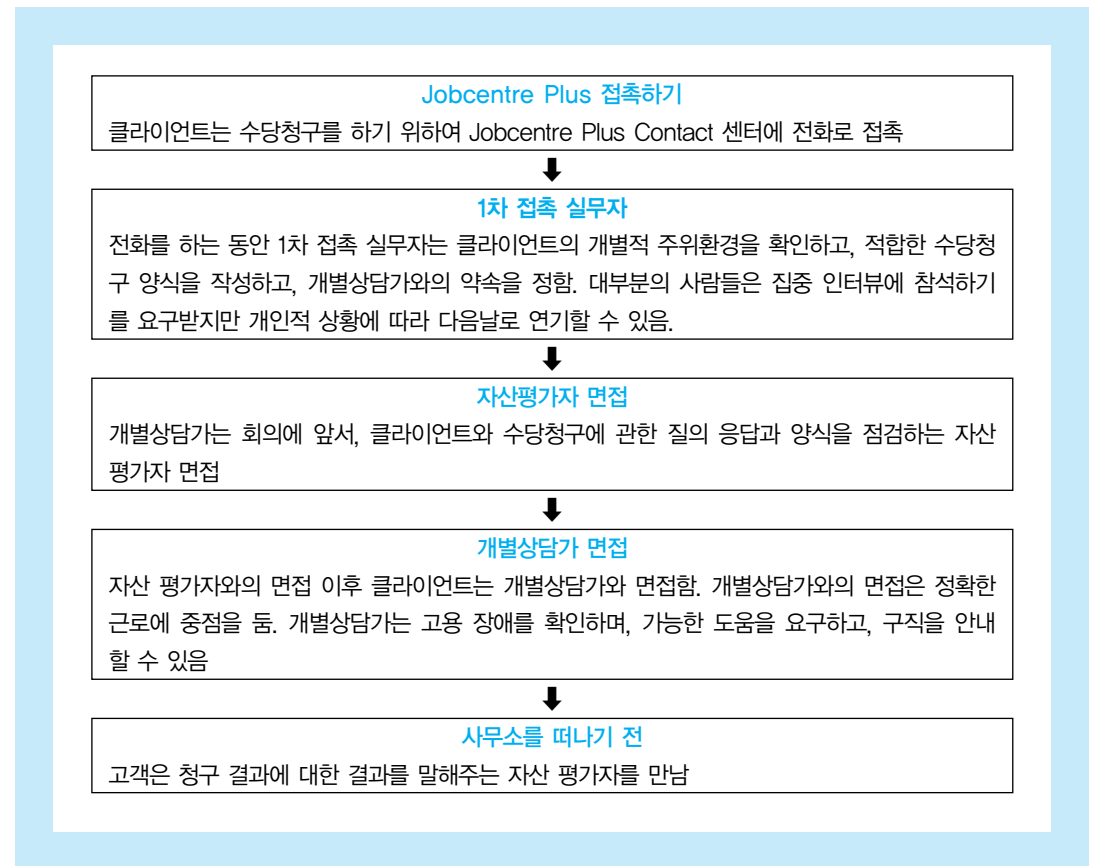 Jobcentre Plus 접촉하기
클라이언트는 수당청구를 하기 위하여 Jobcentre Plus Contact 센터에 전화로 접촉
1차 접촉 실무자
전화를 하는 동안 1차 접촉 실무자는 클라이언트의 개별적 주위환경을 확인하고, 적합한 수당청
구 양식을 작성하고, 개별상담가와의 약속을 정함. 대부분의 사람들은 집중 인터뷰에 참석하기
를 요구받지만 개인적 상황에 따라 다음날로 연기할 수 있음.
자산평가자 면접
개별상담가는 회의에 앞서, 클라이언트와 수당청구에 관한 질의 응답과 양식을 점검하는 자산
평가자 면접
개별상담가 면접
자산 평가자와의 면접 이후 클라이언트는 개별상담가와 면접함. 개별상담가와의 면접은 정확한
근로에 중점을 둠. 개별상담가는 고용 장애를 확인하며, 가능한 도움을 요구하고, 구직을 안내
할 수 있음
사무소를 떠나기 전
고객은 청구 결과에 대한 결과를 말해주는 자산 평가자를 만남